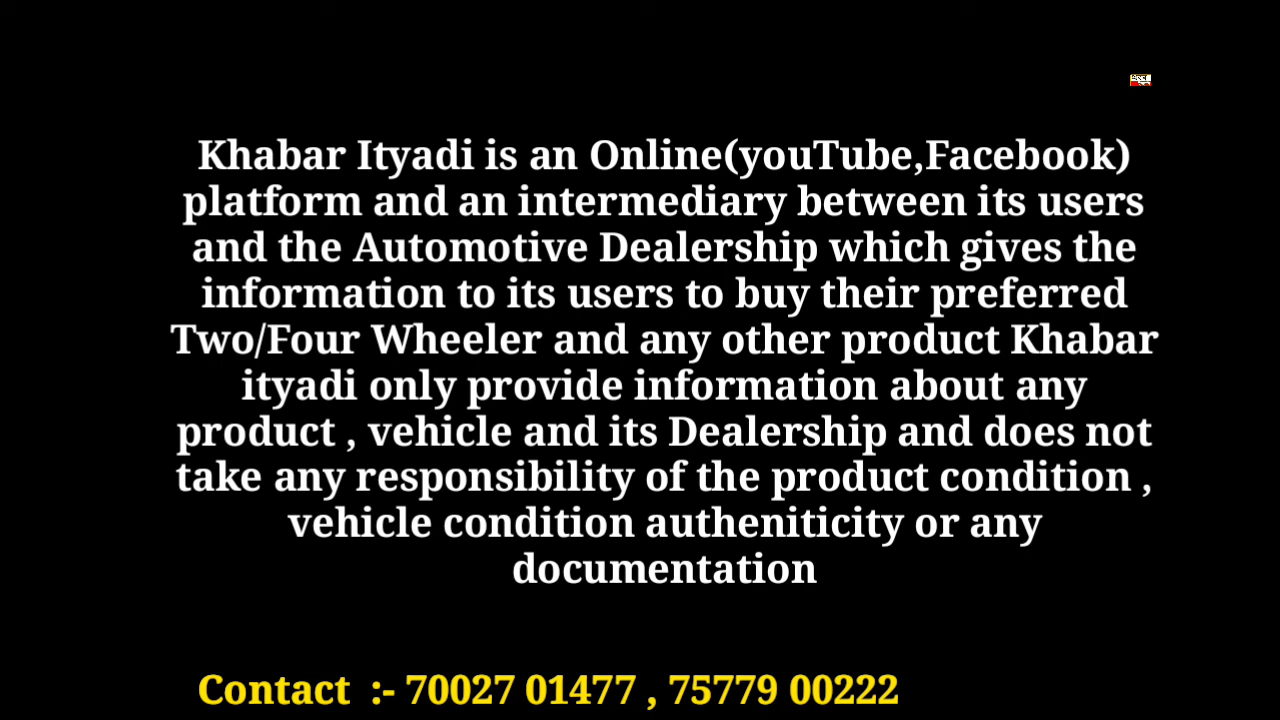 Khabar Ityadi is an Online(youTube,Facebook)
platform and an intermediary between its users
and the Automotive Dealership which gives the
information to its users to buy their preferred
Two/Four Wheeler and any other product Khabar
ityadi only provide information about any
product , vehicle and its Dealership and does not
take any responsibility of the product condition ,
vehicle condition autheniticity or any
documentation
Contact  :- 70027 01477 , 75779 00222